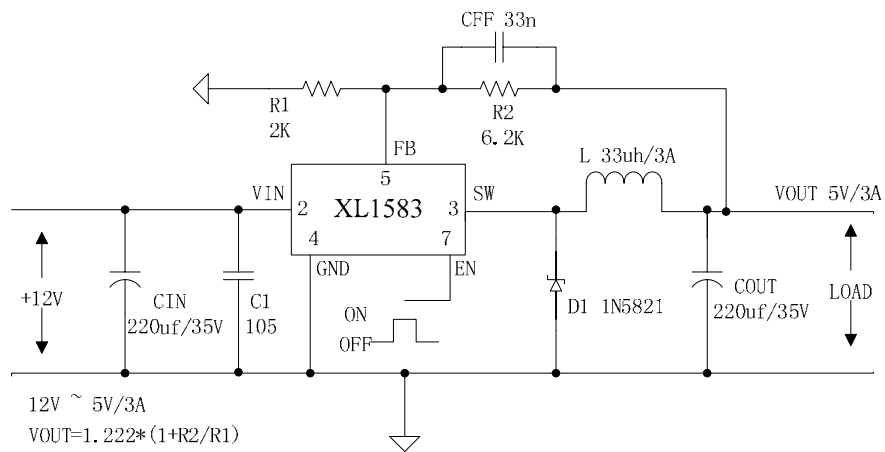 CFF 33n
R1
2K
R2
6.2K
FB
5
L 33uh/3A
VIN
SW
VOUT 5V/3A
2
XL1583
3
4
7
GND
EN
+12V
CIN
220uf/35V
C1
105
ON
OFF
D1 1N5821
COUT
220uf/35V
LOAD
12V ~ 5V/3A
VOUT=1.222*(1+R2/R1)